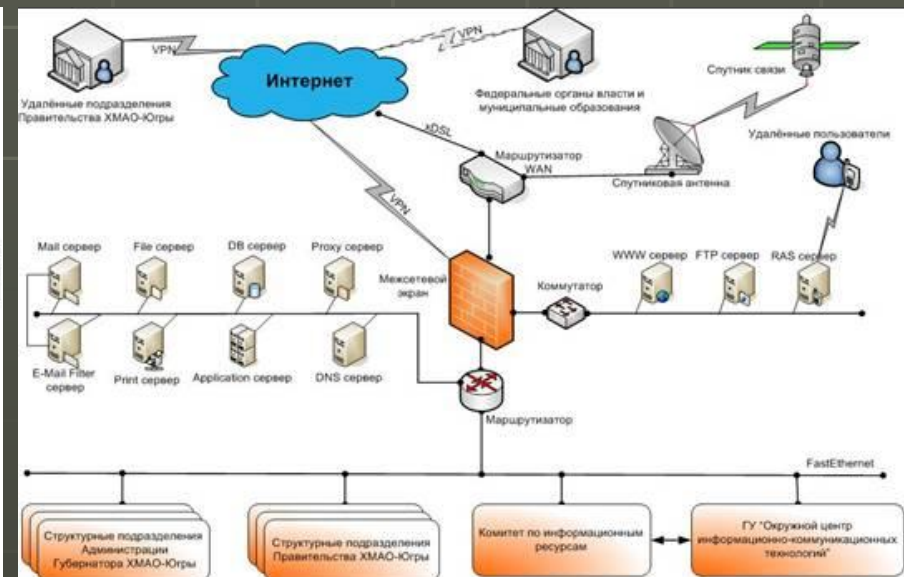 VPN
VPN
Интернет
Спутник связи
Удалённые подразделения
Правительства ХМАО-Югры
Федеральные органы власти и
муниципальные образования
xDSL
Удалённые пользователи
Маршрутизатор
WAN
Спутниковая антенна
VPN
Mail сервер
File сервер
DB сервер
Proxy сервер
Межсетевой
экран
Коммутатор
WWW сервер
FTP сервер
RAS сервер
E-Mail Filter
сервер
Print сервер
Application сервер
DNS сервер
Маршрутизатор
FastEthernet
Структурные подразделения
Администрации
Губернатора ХМАО-Югры
Структурные подразделения
Правительства ХМАО-Югры
Комитет по информационным
ресурсам
ГУ "Окружной центр
информационно-коммуникационных
технологий"